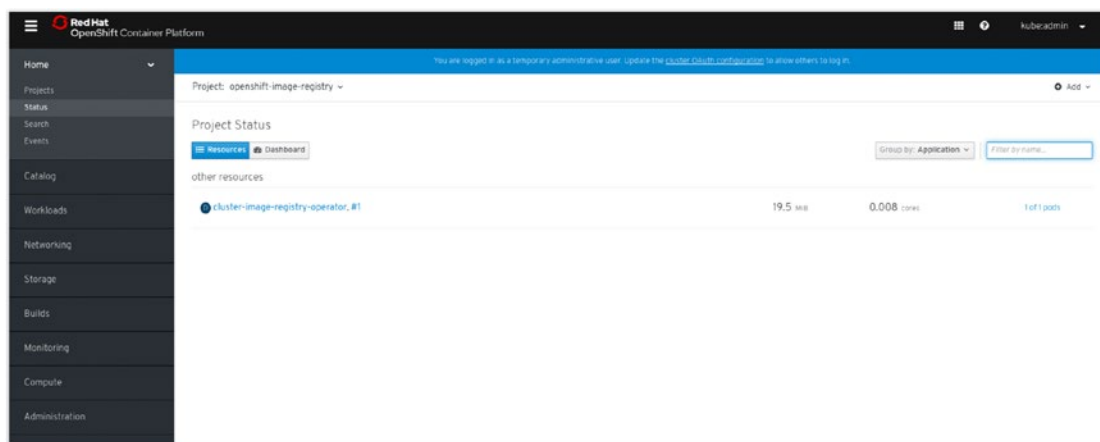 Red Hat
OpenShift Container Platform
kube:admin
Home
You are logged in as a temporary administrative user. Update the cluster OAuth configuration to allow others to log in.
Projects
Project: openshift-image-registry
Add
Status
Search
Project Status
Events
Resources
Dashboard
Group by: Application
Filter by name...
Catalog
other resources
Workloads
D cluster-image-registry-operator, #1
19.5 MiB
0.008 cores
1 of 1 pods
Networking
Storage
Builds
Monitoring
Compute
Administration